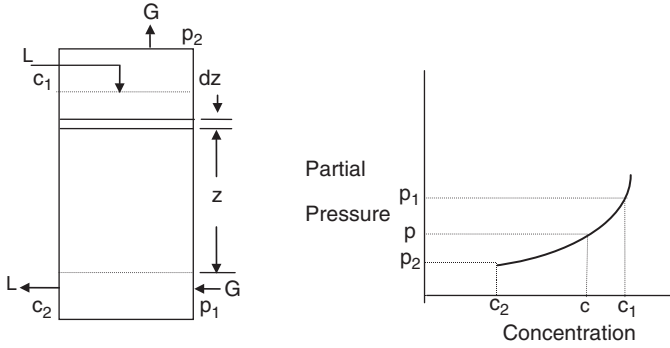 G
p2
L
c1
dz
z
L
G
c2
p1
Partial
Pressure
p1
p
p2
c2
c
c1
Concentration